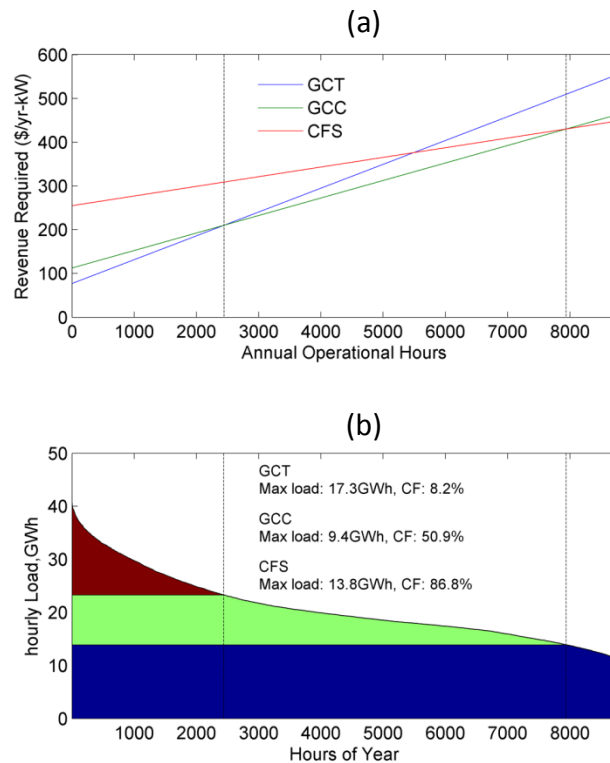 (a)
600
500
400
300
200
100
0
Revenue Required ($/yr-kW)
GCT
GCC
CFS
0 1000 2000 3000 4000 5000 6000 7000 8000
Annual Operational Hours
(b)
50
40
30
20
10
0
hourly Load,GWh
GCT
Max load: 17.3GWh, CF: 8.2%
GCC
Max load: 9.4GWh, CF: 50.9%
CFS
Max load: 13.8GWh, CF: 86.8%
1000 2000 3000 4000 5000 6000 7000 8000
Hours of Year